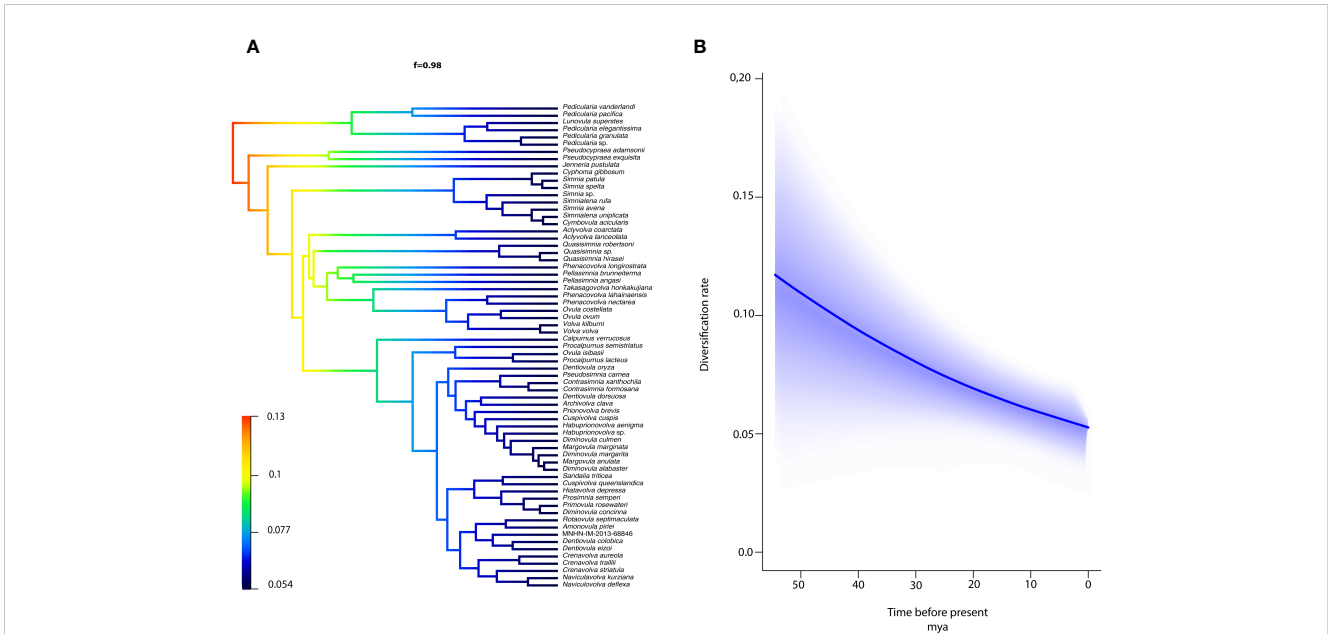 A
f=0.98
Pedicularia vanderlandi
Pedicularia pacifica
Lunovula superstes
Pedicularia elegantissima
Pedicularia granulata
Pedicularia sp.
Pseudocypraea adamsonii
Pseudocypraea exquisita
Jenneria pustulata
Cyphoma gibbosum
Simnia patula
Simnia spelta
Simnia sp.
Simnialena rufa
Simnia avena
Simnialena uniplicata
Cymbovula acicularis
Aclyvolva coarctata
Aclyvolva lanceolata
Quasisimnia robertsoni
Quasisimnia sp.
Quasisimnia hirasei
Phenacovolva longirostrata
Pellasimnia brunneiterma
Pellasimnia angasi
Takasagovolva honkakujiana
Phenacovolva lahainaensis
Phenacovolva nectarea
Ovula costellata
Ovula ovum
Volva kilburni
Volva volva
Calpurnus verrucosus
Procalpurnus semistriatus
Ovula isibasii
Procalpurnus lacteus
Dentiovula oryza
Pseudosimnia carnea
Contrasimnia xanthochila
Contrasimnia formosana
Dentiovula dorsuosa
Archivolva clava
Prionovolva brevis
Cuspivolva cuspis
Habuprionovolva aenigma
Habuprionovolva sp.
Diminovula culmen
Margovula marginata
Diminovula margarita
Margovula anulata
Diminovula alabaster
Sandalia triticea
Cuspivolva queenslandica
Hiatavolva depressa
Prosimnia semperi
Primovula rosewateri
Diminovula concinna
Rotaovula septimaculata
Amonovula piriei
MNHN-IM-2013-68846
Dentiovula colobica
Dentiovula eizoi
Crenavolva aureola
Crenavolva traillii
Crenavolva striatula
Naviculavolva kurziana
Naviculovolva deflexa
0.13
0.1
0.077
0.054
B
0,20
0.15
0.10
0.05
0.0
Diversification rate
50
40
30
20
10
0
Time before present
mya